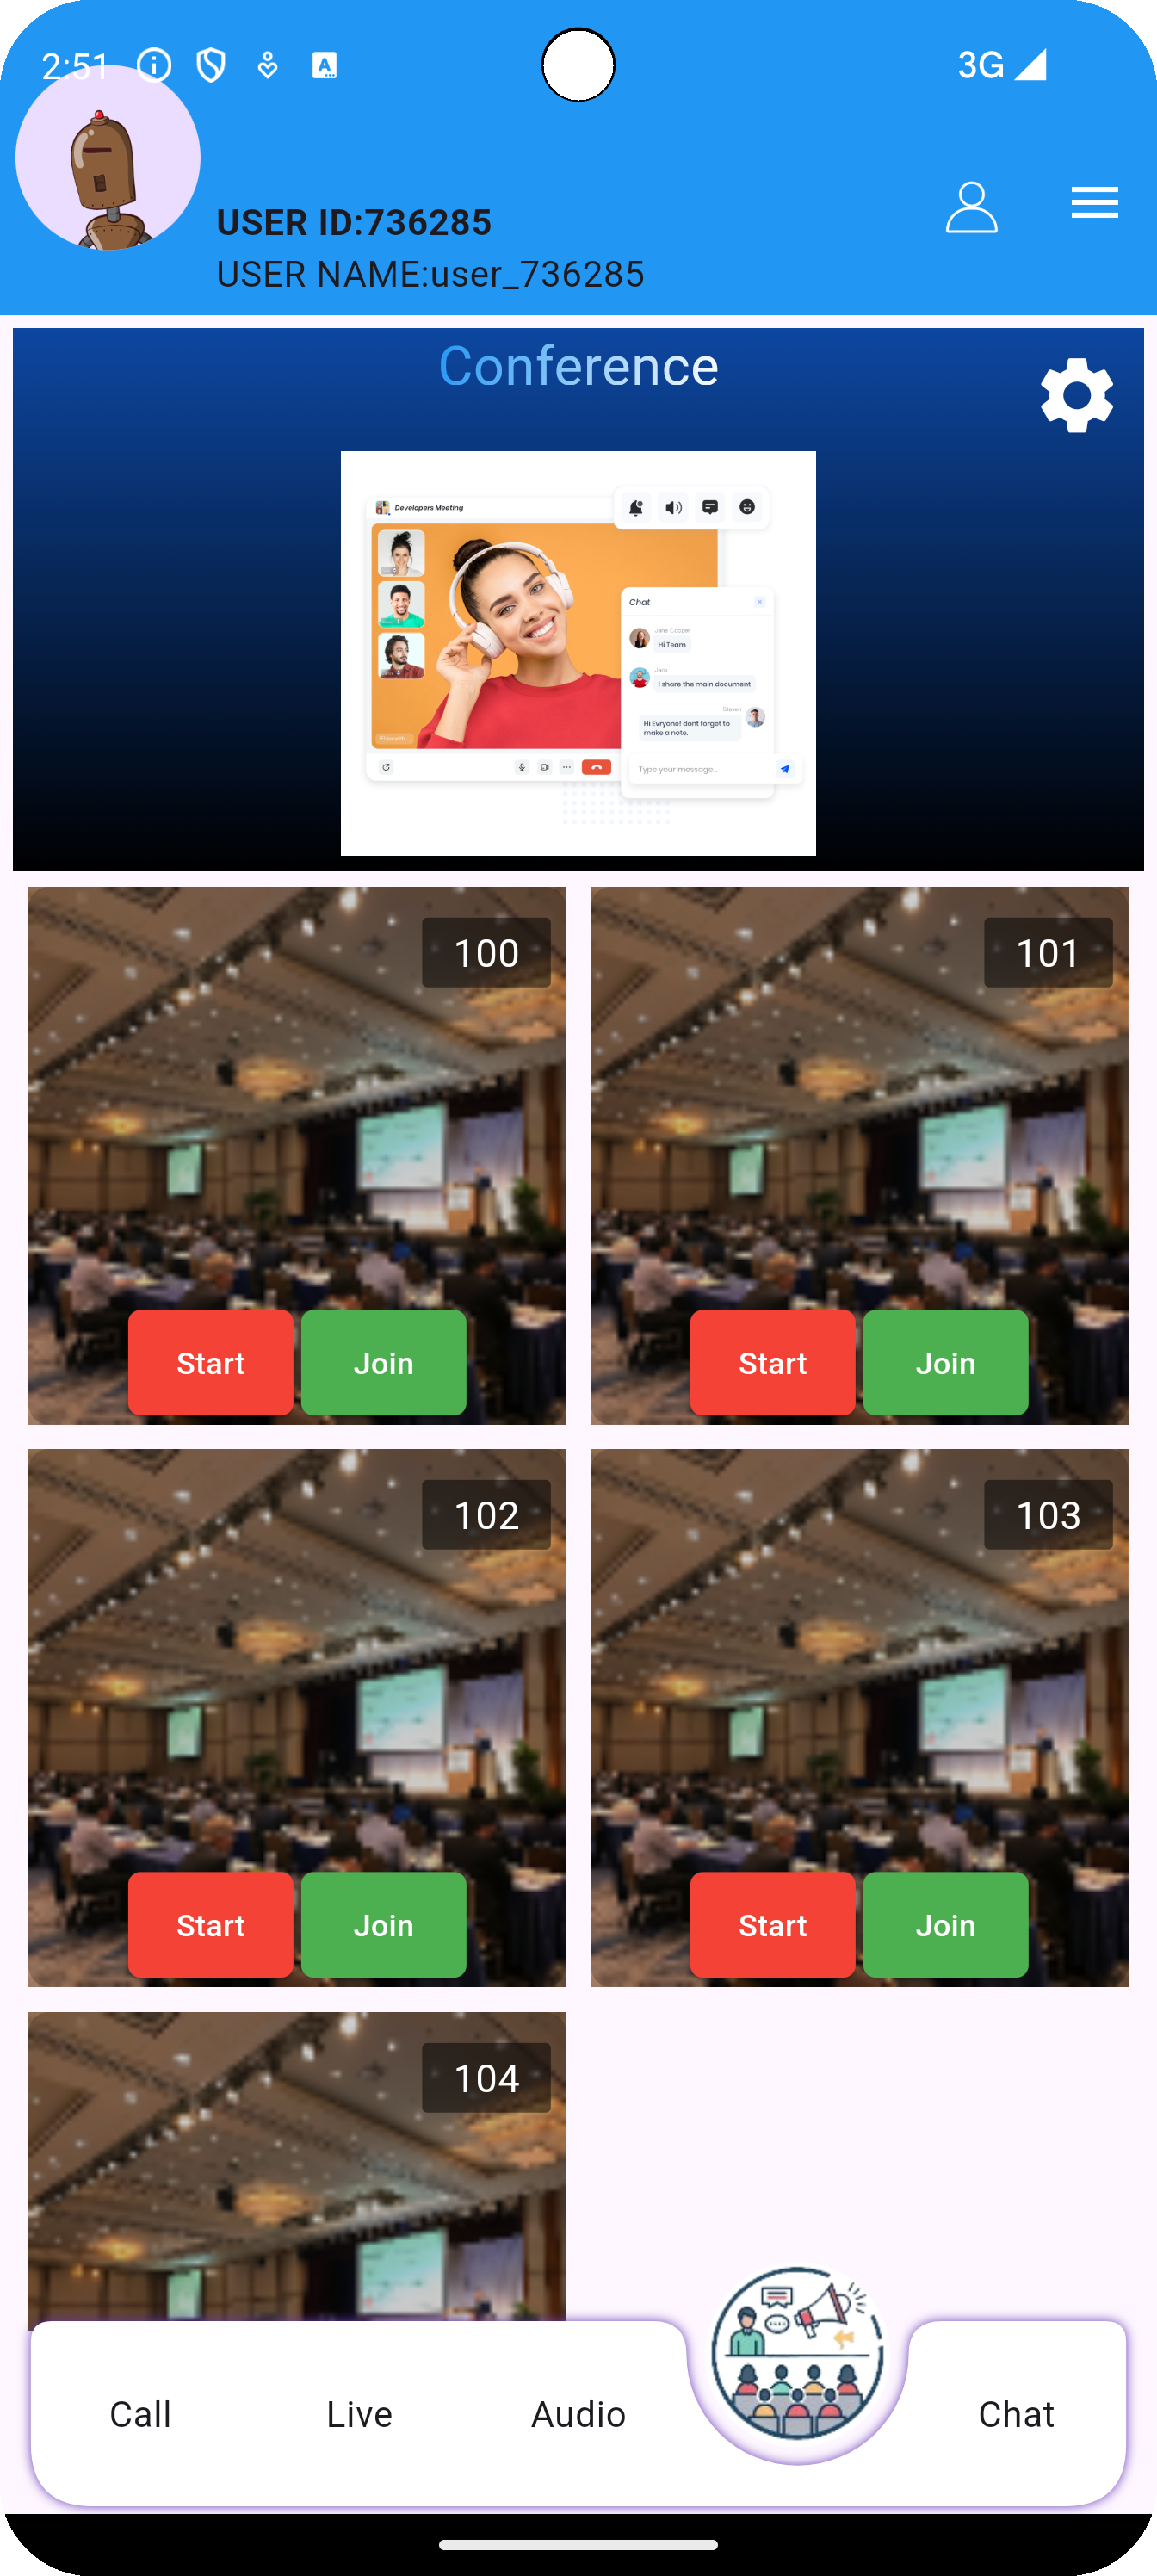 2:51
3G
USER ID:736285
USER NAME:user_736285
Conference
Developers Meeting
Chat
Jane Cooper
Hi Team
Jack
I share the main document
Steven
Hi Evryone! dont forget to
make a note.
Elizabeth
Type your message...
100
101
Start
Join
Start
Join
102
103
Start
Join
Start
Join
104
Call
Live
Audio
Chat